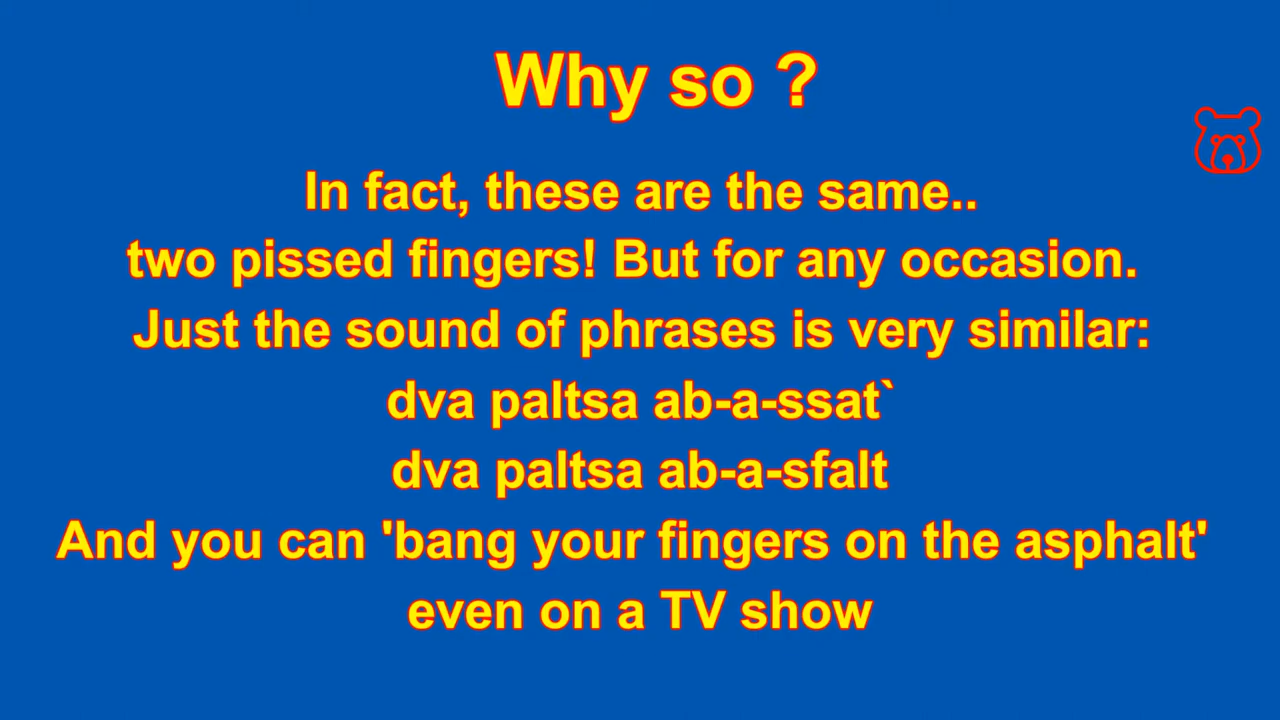 Why so ?
In fact, these are the same..
two pissed fingers! But for any occasion.
Just the sound of phrases is very similar:
dva paltsa ab-a-ssat`
dva paltsa ab-a-sfalt
And you can 'bang your fingers on the asphalt'
even on a TV show